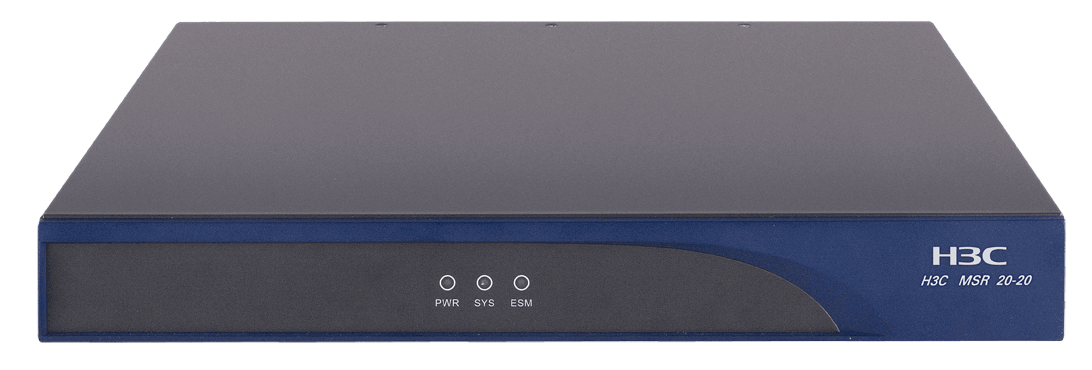 H3C
H3C MSR 20-20
PWR SYS ESM